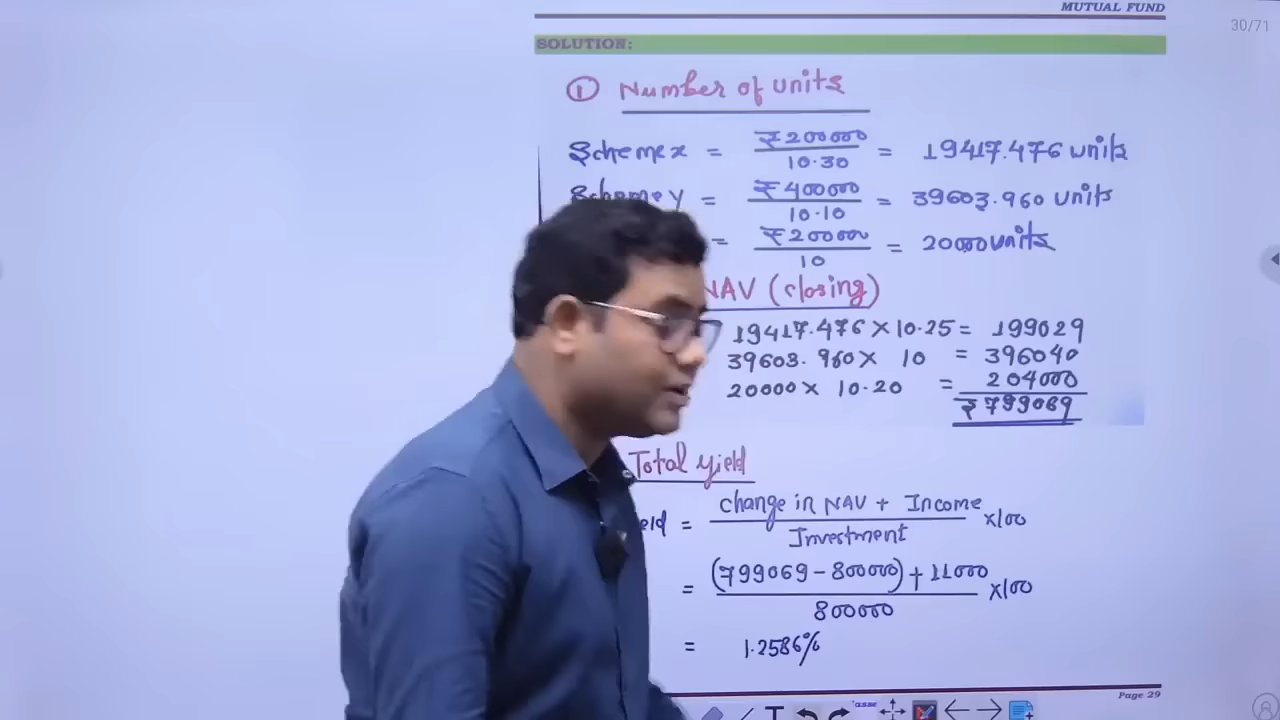 MUTUAL FUND
30/71
SOLUTION:
① Number of units
Scheme x = ₹200000 / 10.30 = 19417.476 units
Scheme y = ₹400000 / 10.10 = 39603.960 units
= ₹200000 / 10 = 20000 units
NAV (closing)
19417.476 × 10.25 = 199029
39603.960 × 10 = 396040
20000 × 10.20 = 204000
₹799069
Total yield
= change in NAV + Income / Investment ×100
= (799069 – 800000) + 11000 / 800000 ×100
= 1.2586%
Page 29